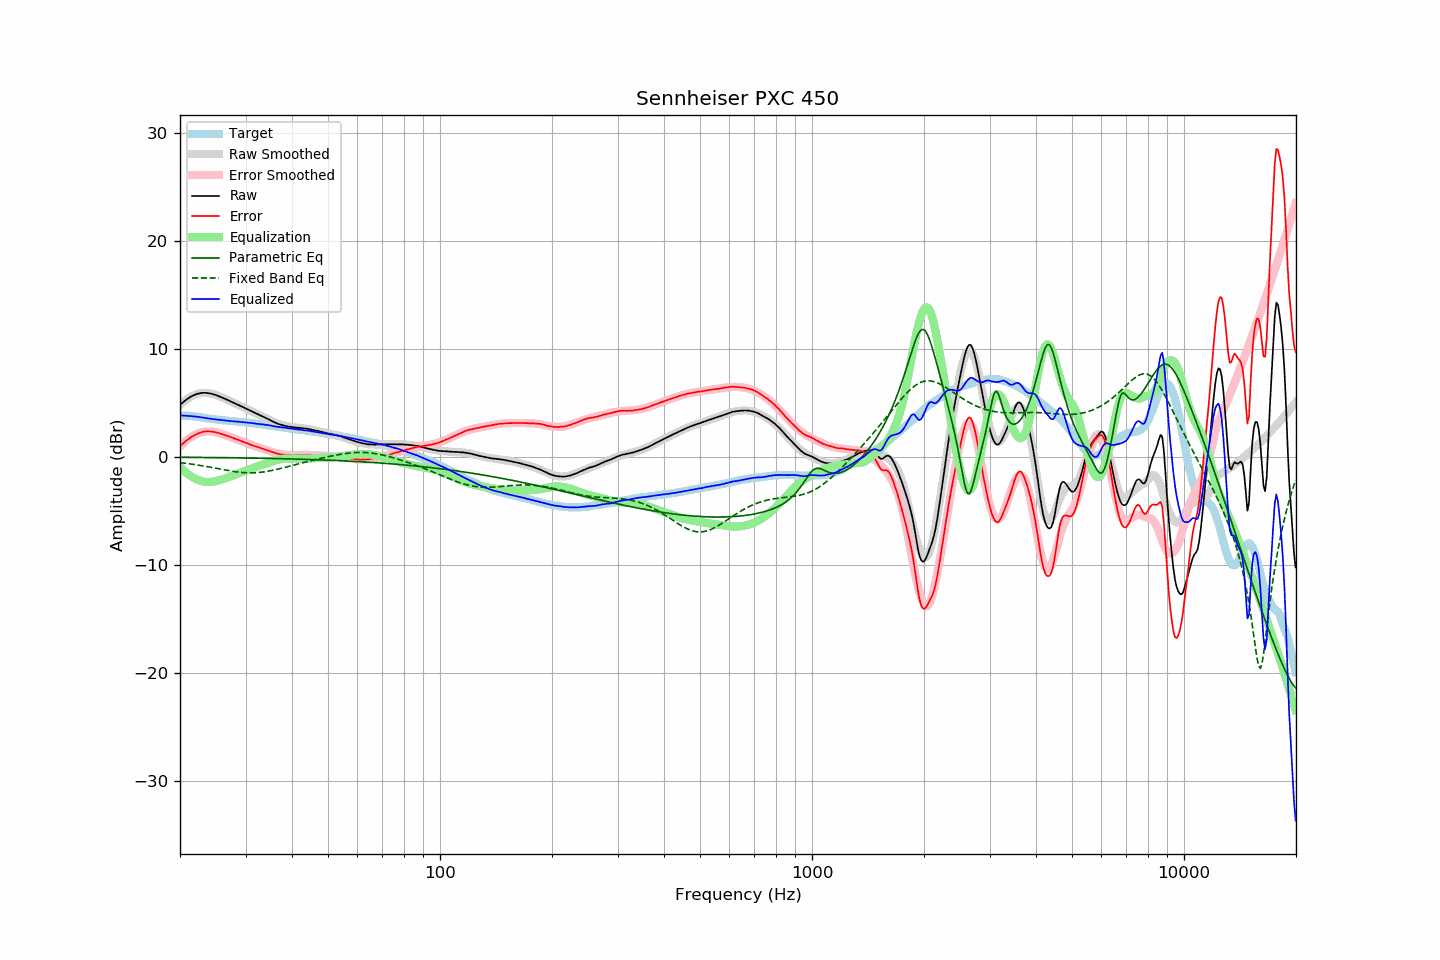 Sennheiser PXC 450
30
20
10
0
−10
−20
−30
Amplitude (dBr)
Target
Raw Smoothed
Error Smoothed
Raw
Error
Equalization
Parametric Eq
Fixed Band Eq
Equalized
100
1000
10000
Frequency (Hz)